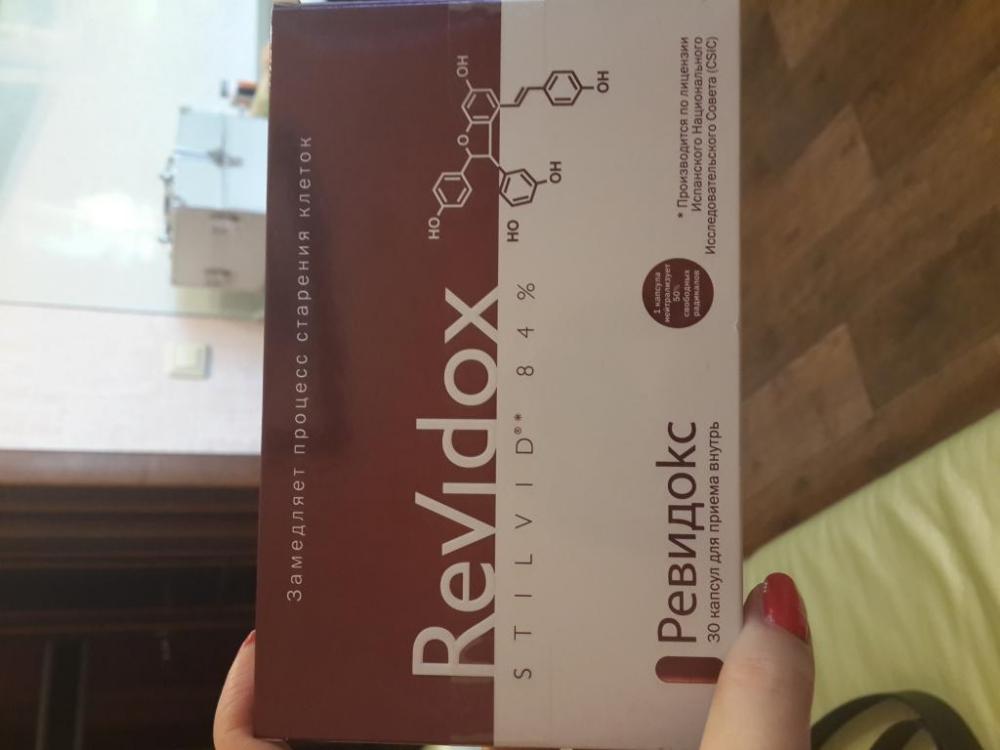 Замедляет процесс старения клеток
ReVidox
STILVID®* 84%
HO
OH
OH
HO
OH
Ревидокс
30 капсул для приема внутрь
1 капсула
нейтрализует
50%
свободных
радикалов
* Производится по лицензии
Испанского Национального
Исследовательского Совета (CSIC)